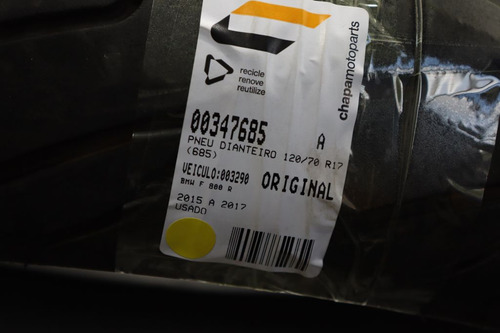 chapamotoparts
recicle
renove
reutilize
00347685 A
PNEU DIANTEIRO 120/70 R17
(685)
VEICULO:003290 ORIGINAL
BMW F 800 R
2015 A 2017
USADO